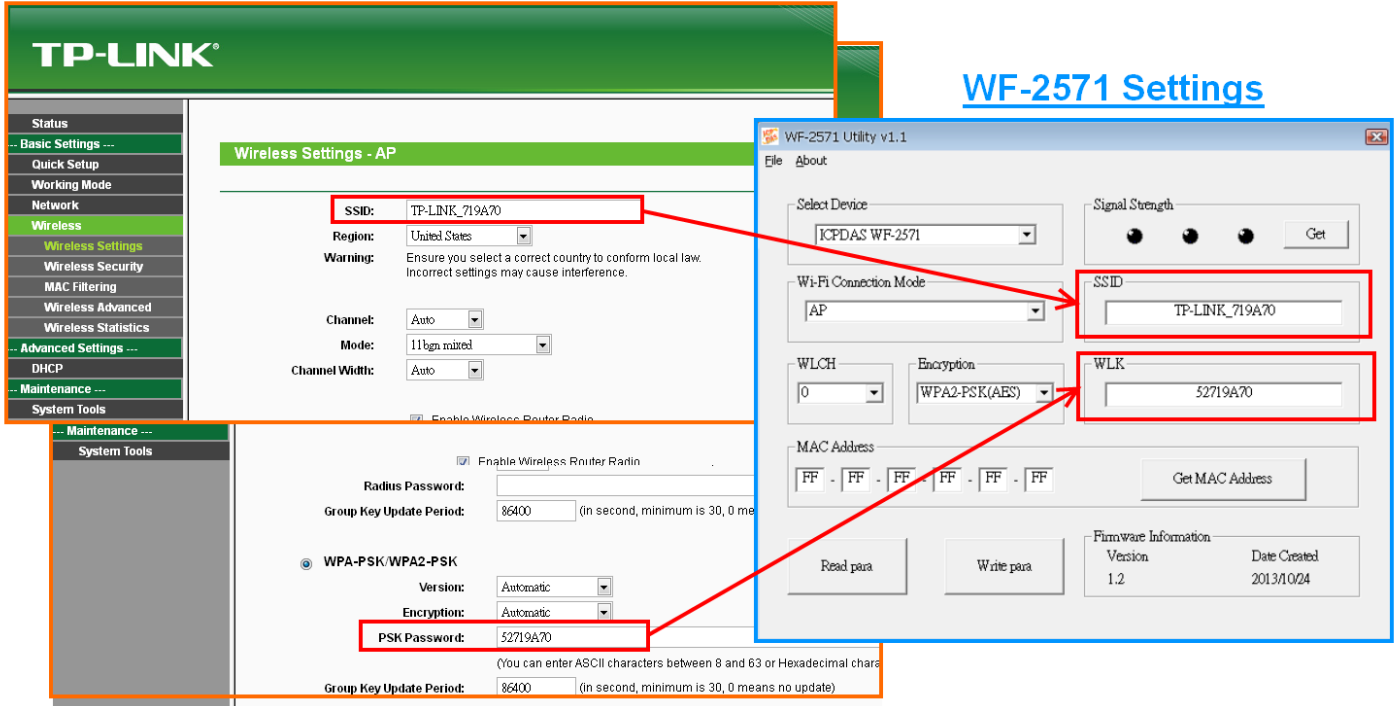 TP-LINK®
Status
--- Basic Settings ---
Quick Setup
Working Mode
Network
Wireless
Wireless Settings
Wireless Security
MAC Filtering
Wireless Advanced
Wireless Statistics
--- Advanced Settings ---
DHCP
--- Maintenance ---
System Tools
Wireless Settings - AP
SSID: TP-LINK_719A70
Region: United States
Warning: Ensure you select a correct country to conform local law.
Incorrect settings may cause interference.
Channel: Auto
Mode: 11bgn mixed
Channel Width: Auto
Enable Wireless Router Radio
--- Maintenance ---
System Tools
Enable Wireless Router Radio
Radius Password:
Group Key Update Period: 86400 (in second, minimum is 30, 0 me
WPA-PSK/WPA2-PSK
Version: Automatic
Encryption: Automatic
PSK Password: 52719A70
(You can enter ASCII characters between 8 and 63 or Hexadecimal chara
Group Key Update Period: 86400 (in second, minimum is 30, 0 means no update)
WF-2571 Settings
WF-2571 Utility v1.1
File About
Select Device
ICPDAS WF-2571
Signal Strength
Get
Wi-Fi Connection Mode
AP
SSID
TP-LINK_719A70
WLCH
0
Encryption
WPA2-PSK(AES)
WLK
52719A70
MAC Address
FF - FF - FF - FF - FF - FF
Get MAC Address
Read para
Write para
Firmware Information
Version Date Created
1.2 2013/10/24